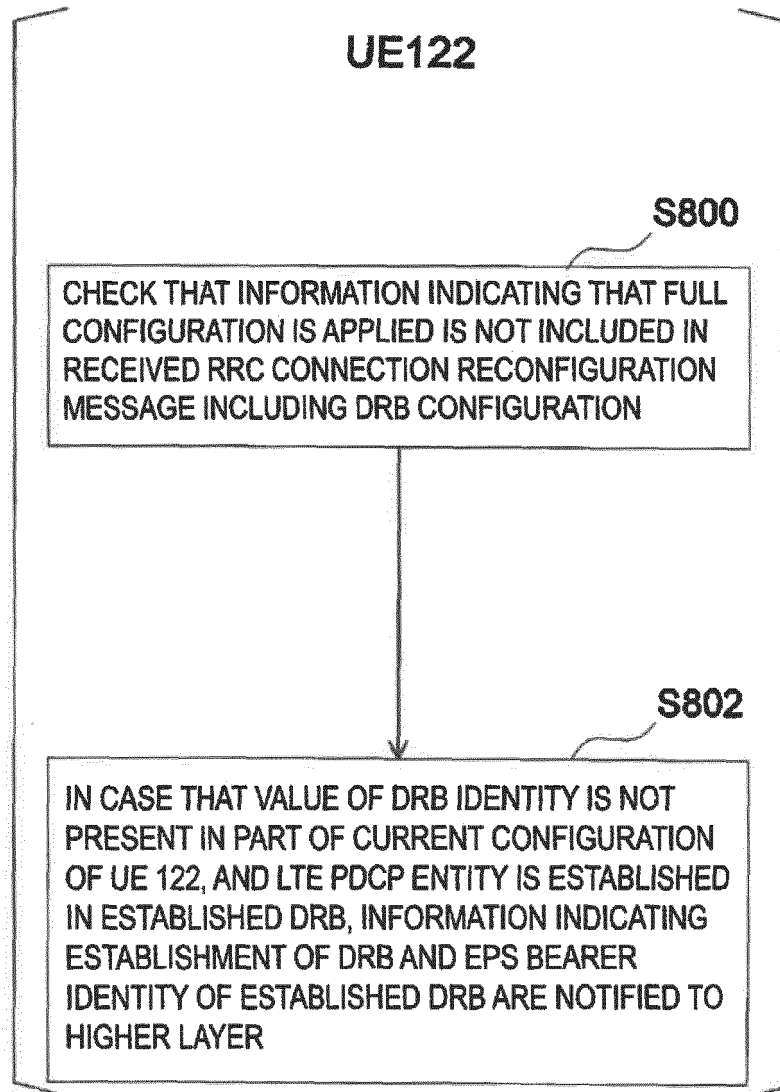 UE122
S800
CHECK THAT INFORMATION INDICATING THAT FULL
CONFIGURATION IS APPLIED IS NOT INCLUDED IN
RECEIVED RRC CONNECTION RECONFIGURATION
MESSAGE INCLUDING DRB CONFIGURATION
S802
IN CASE THAT VALUE OF DRB IDENTITY IS NOT
PRESENT IN PART OF CURRENT CONFIGURATION
OF UE 122, AND LTE PDCP ENTITY IS ESTABLISHED
IN ESTABLISHED DRB, INFORMATION INDICATING
ESTABLISHMENT OF DRB AND EPS BEARER
IDENTITY OF ESTABLISHED DRB ARE NOTIFIED TO
HIGHER LAYER